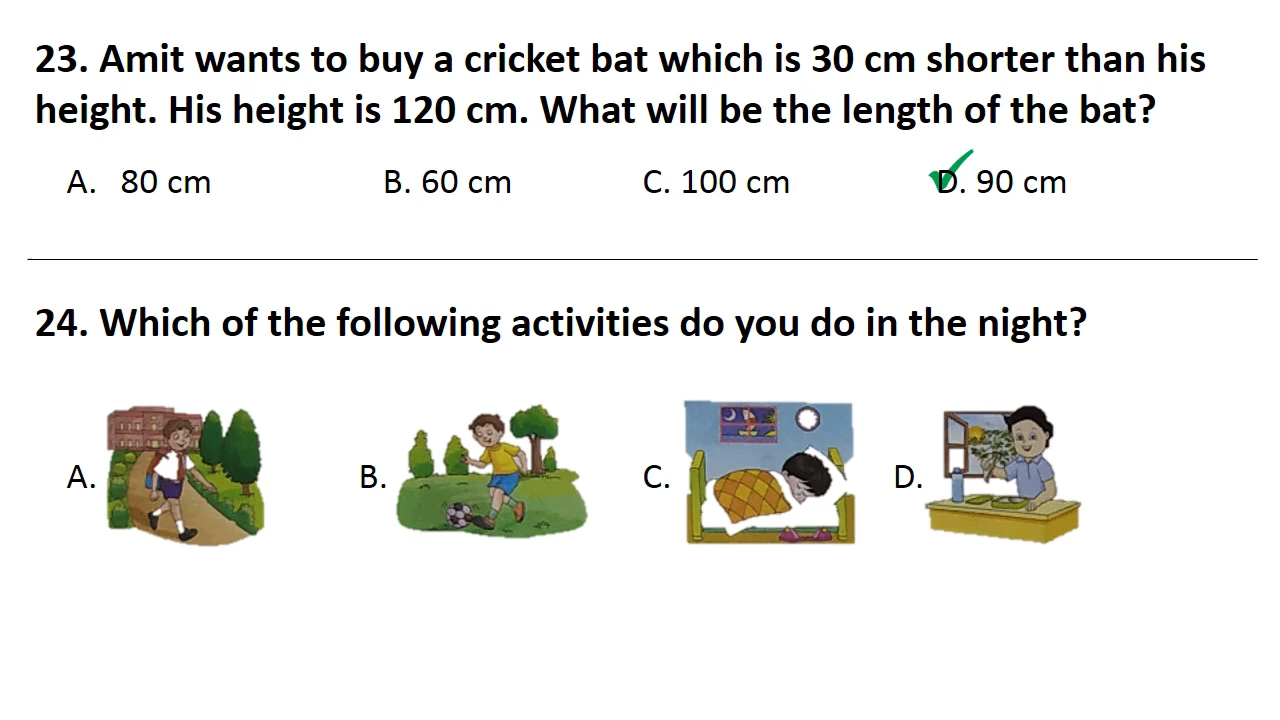 23. Amit wants to buy a cricket bat which is 30 cm shorter than his
height. His height is 120 cm. What will be the length of the bat?
A. 80 cm B. 60 cm C. 100 cm D. 90 cm
24. Which of the following activities do you do in the night?
A. B. C. D.